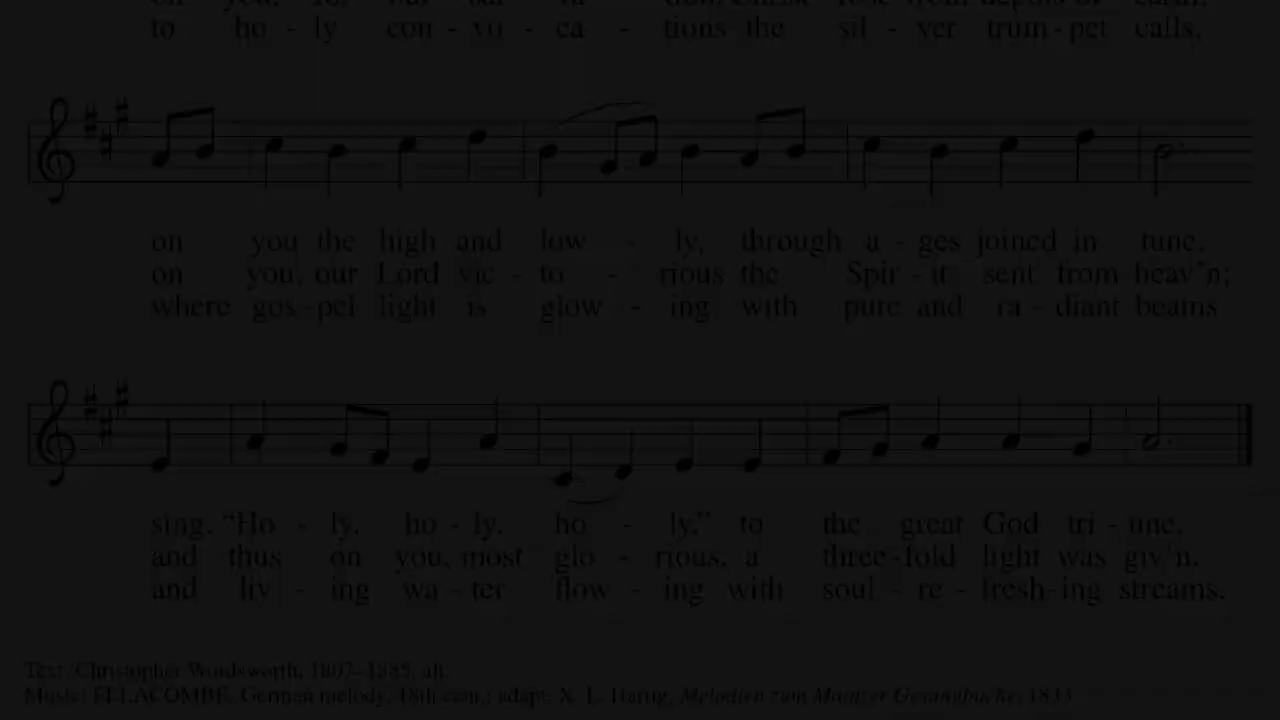 to ho - ly con - vo - ca - tions the sil - ver trum - pet calls,
on you the high and low - ly, through a - ges joined in tune,
on you, our Lord vic - to - rious the Spir - it sent from heav'n;
where gos - pel light is glow - ing with pure and ra - diant beams
sing, “Ho - ly, ho - ly, ho - ly,” to the great God tri - une.
and thus on you, most glo - rious, a three - fold light was giv'n.
and liv - ing wa - ter flow - ing with soul - re - fresh - ing streams.
Text: Christopher Wordsworth, 1807–1885, alt.
Music: ELLACOMBE, German melody, 18th cent.; adapt. X. L. Hartig, Melodien zum Mainzer Gesangbuche, 1833